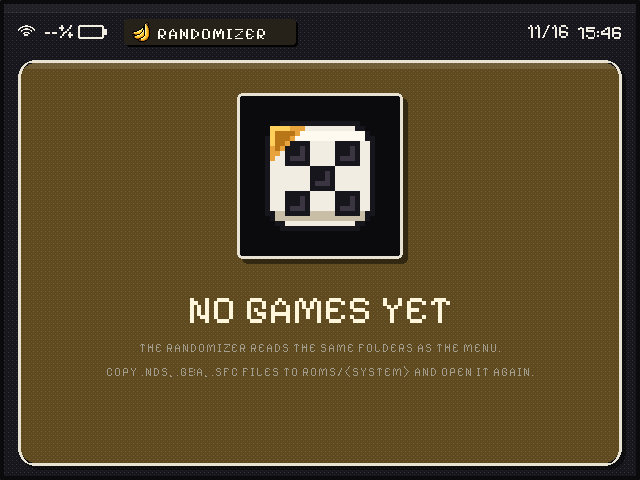 --% RANDOMIZER 11/16 15:46
NO GAMES YET
THE RANDOMIZER READS THE SAME FOLDERS AS THE MENU.
COPY .NDS, .GBA, .SFC FILES TO ROMS/<SYSTEM> AND OPEN IT AGAIN.